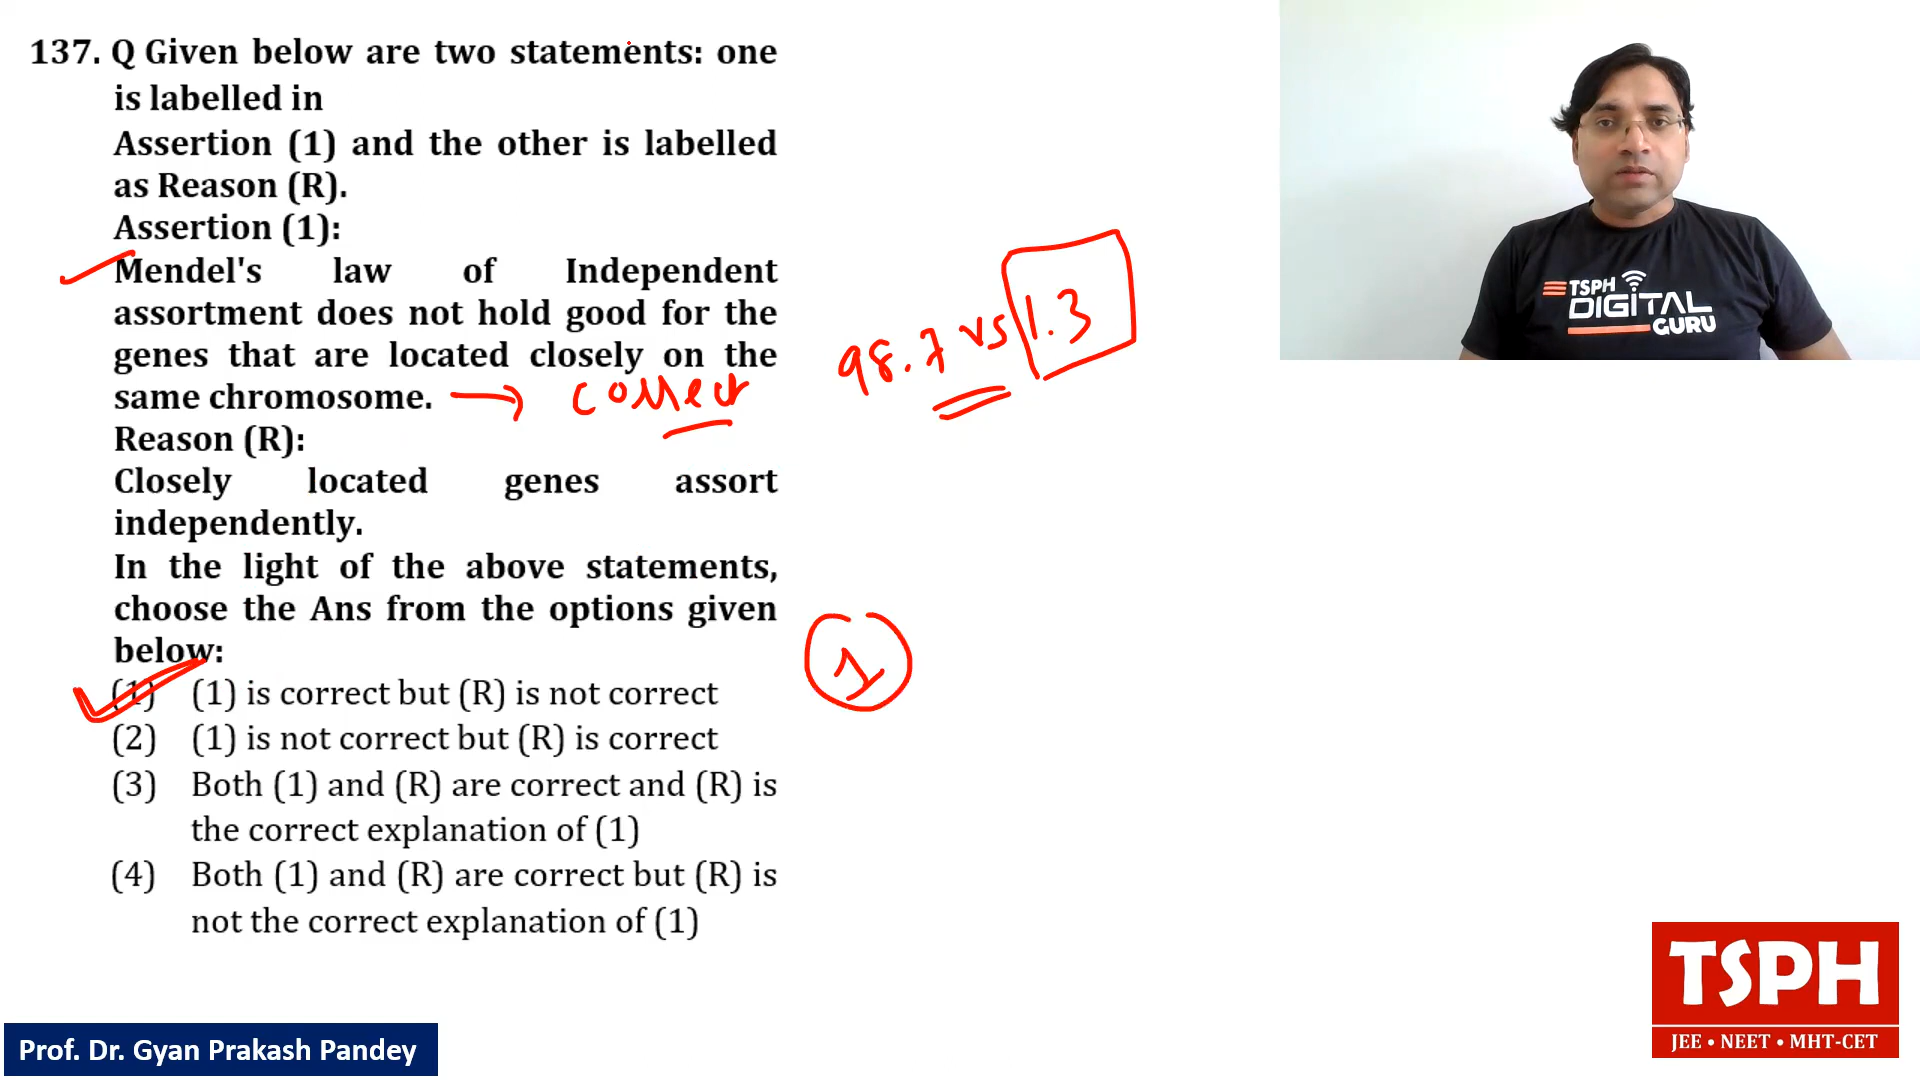 137. Q Given below are two statements: one
is labelled in
Assertion (1) and the other is labelled
as Reason (R).
Assertion (1):
Mendel's law of Independent
assortment does not hold good for the
genes that are located closely on the
same chromosome. → correct
98.7 vs 1.3
Reason (R):
Closely located genes assort
independently.
In the light of the above statements,
choose the Ans from the options given
below:
(1) (1) is correct but (R) is not correct
1
(2) (1) is not correct but (R) is correct
(3) Both (1) and (R) are correct and (R) is
the correct explanation of (1)
(4) Both (1) and (R) are correct but (R) is
not the correct explanation of (1)
TSPH
DIGITAL
GURU
Prof. Dr. Gyan Prakash Pandey
TSPH
JEE • NEET • MHT-CET